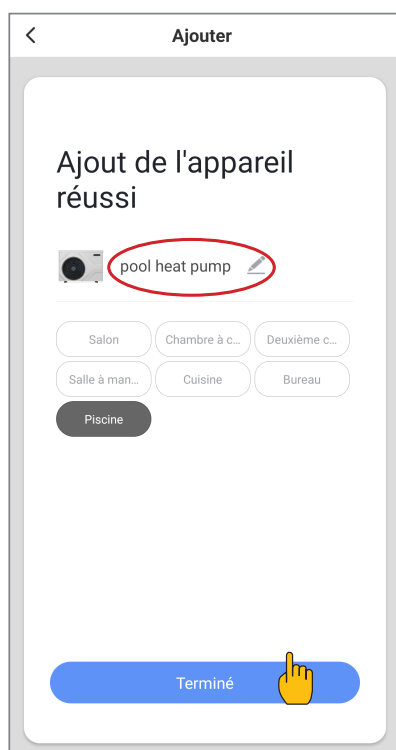 Ajouter
Ajout de l'appareil
réussi
pool heat pump
Salon
Chambre à c...
Deuxième c...
Salle à man...
Cuisine
Bureau
Piscine
Terminé